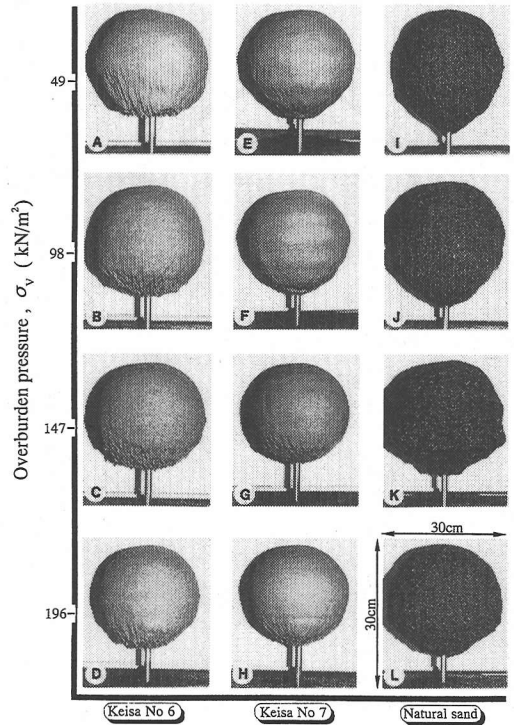 Overburden pressure, σv (kN/m²)
49
A
E
I
98
B
F
J
147
C
G
K
30cm
196
30cm
D
H
L
Keisa No 6
Keisa No 7
Natural sand